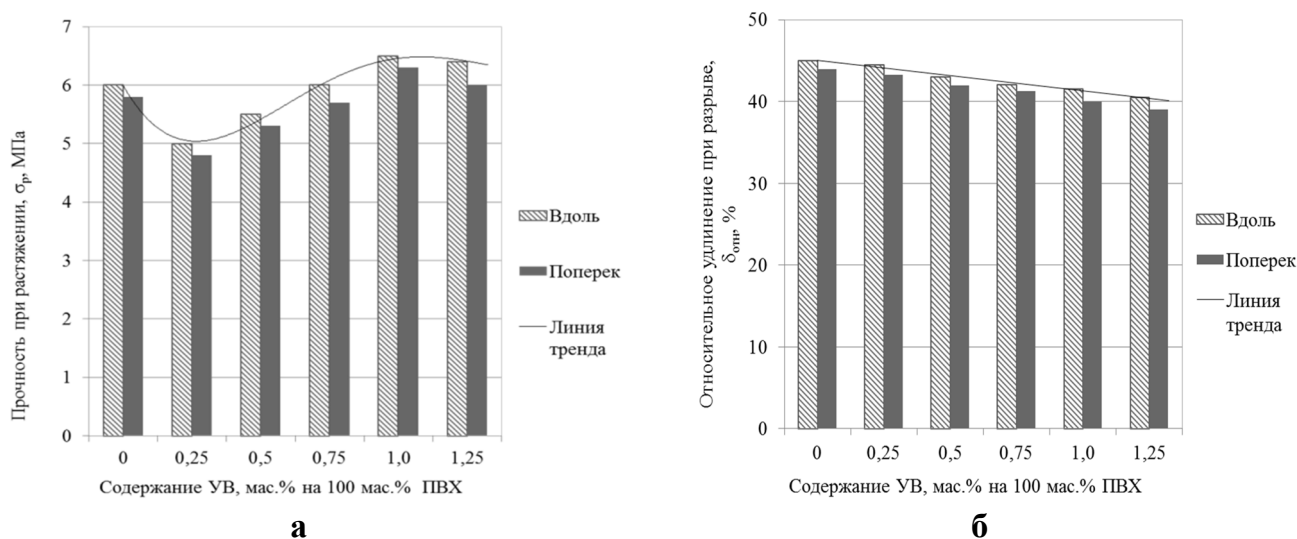 Прочность при растяжении, σр, МПа
7
6
5
4
3
2
1
0
0
0,25
0,5
0,75
1,0
1,25
Содержание УВ, мас.% на 100 мас.% ПВХ
Вдоль
Поперек
Линия
тренда
а
Относительное удлинение при разрыве,
δотн, %
50
40
30
20
10
0
0
0,25
0,5
0,75
1,0
1,25
Содержание УВ, мас.% на 100 мас.% ПВХ
Вдоль
Поперек
Линия
тренда
б